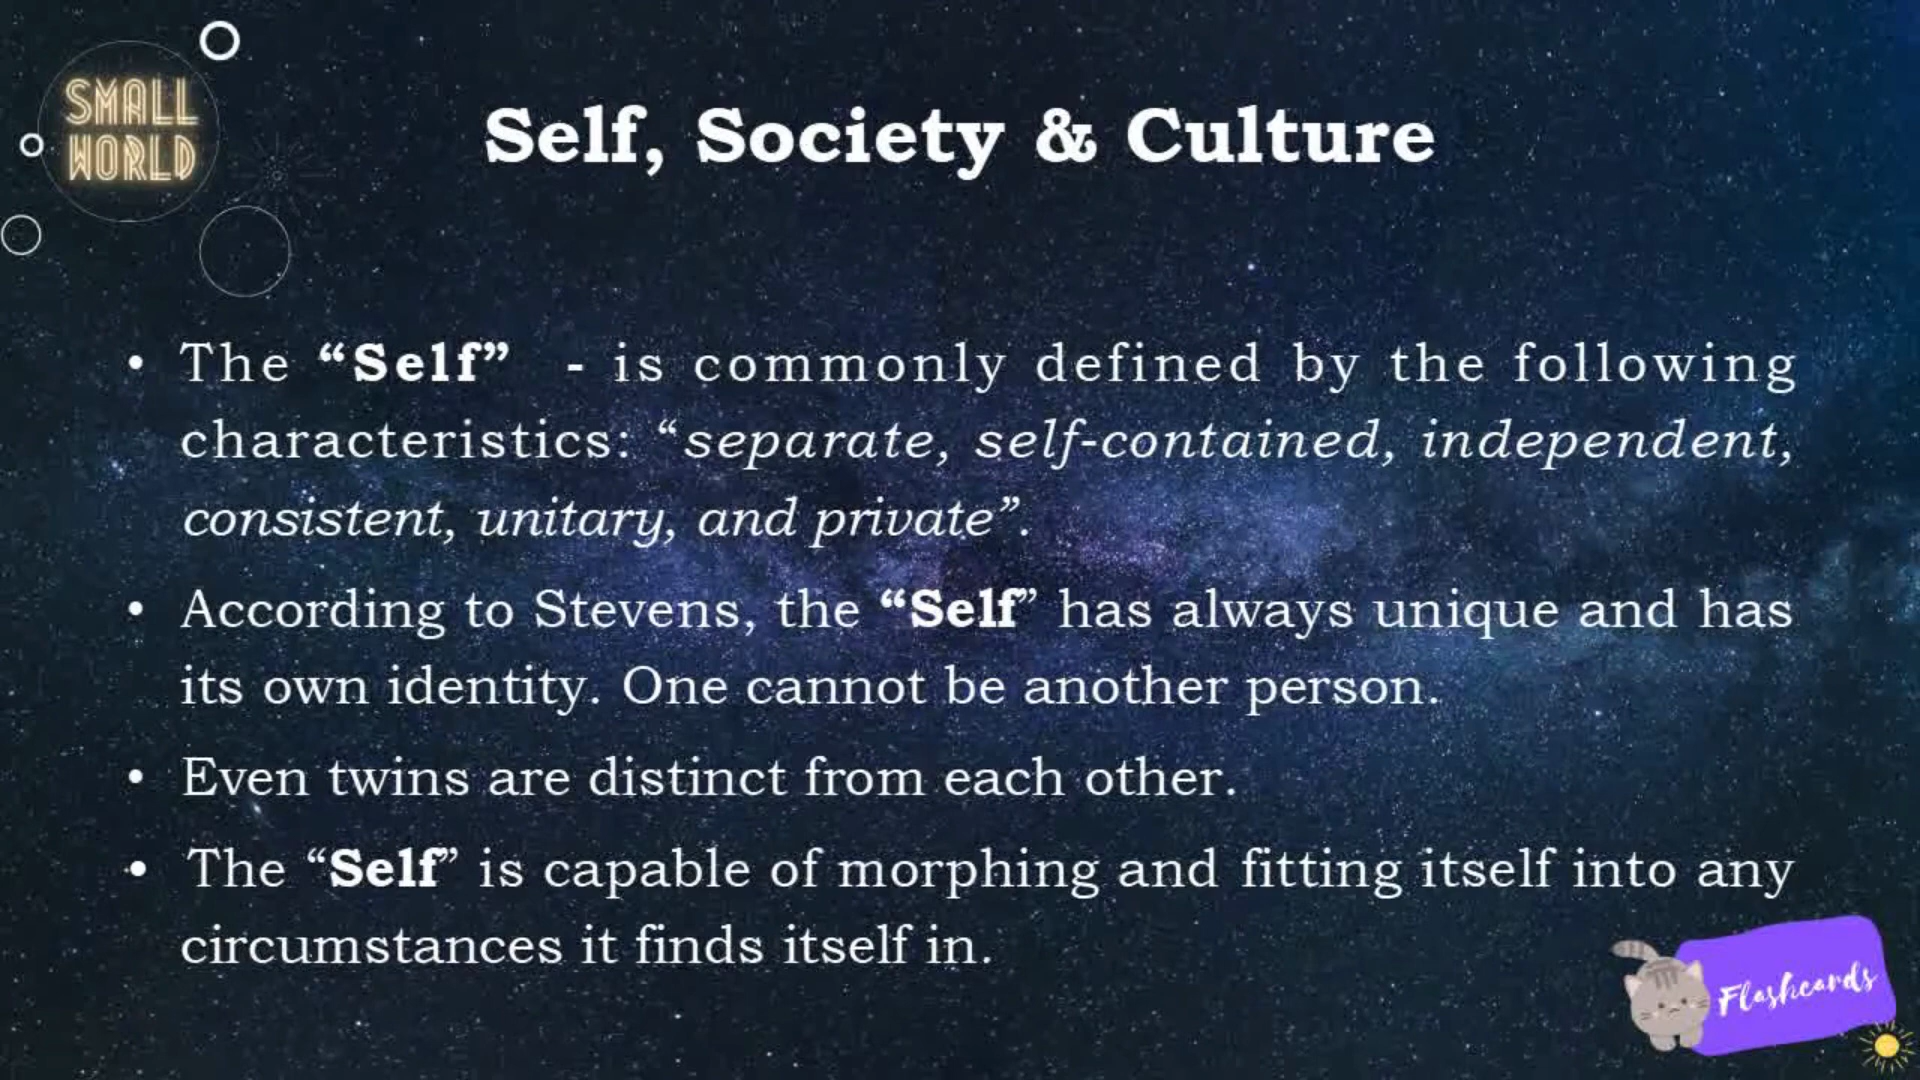 SMALL
WORLD
Self, Society & Culture
• The “Self” - is commonly defined by the following
characteristics: “separate, self-contained, independent,
consistent, unitary, and private”.
• According to Stevens, the “Self” has always unique and has
its own identity. One cannot be another person.
• Even twins are distinct from each other.
• The “Self” is capable of morphing and fitting itself into any
circumstances it finds itself in.
Flashcards